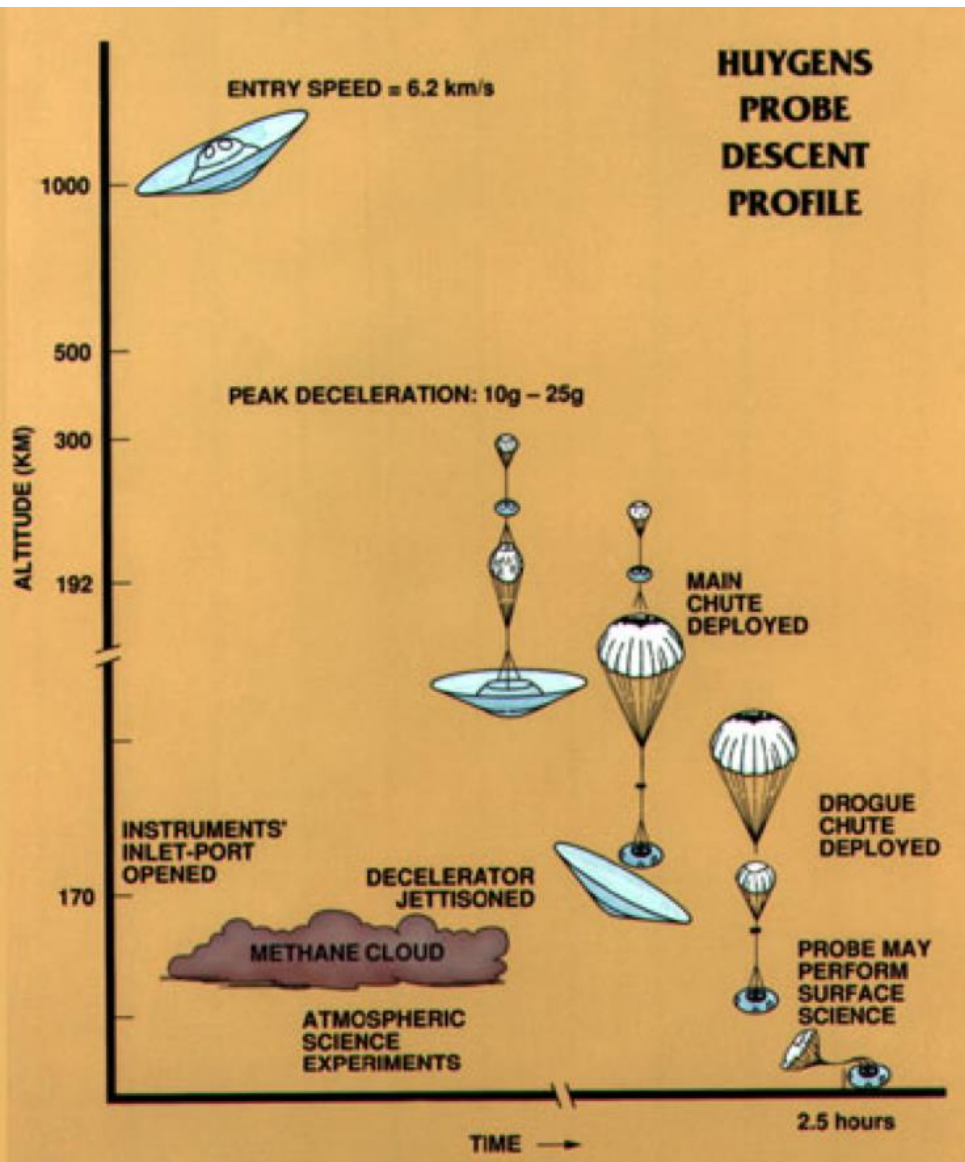 HUYGENS
PROBE
DESCENT
PROFILE
ENTRY SPEED = 6.2 km/s
1000
500
PEAK DECELERATION: 10g – 25g
300
ALTITUDE (KM)
192
MAIN
CHUTE
DEPLOYED
DROGUE
CHUTE
DEPLOYED
INSTRUMENTS'
INLET-PORT
OPENED
DECELERATOR
JETTISONED
170
METHANE CLOUD
PROBE MAY
PERFORM
SURFACE
SCIENCE
ATMOSPHERIC
SCIENCE
EXPERIMENTS
2.5 hours
TIME →